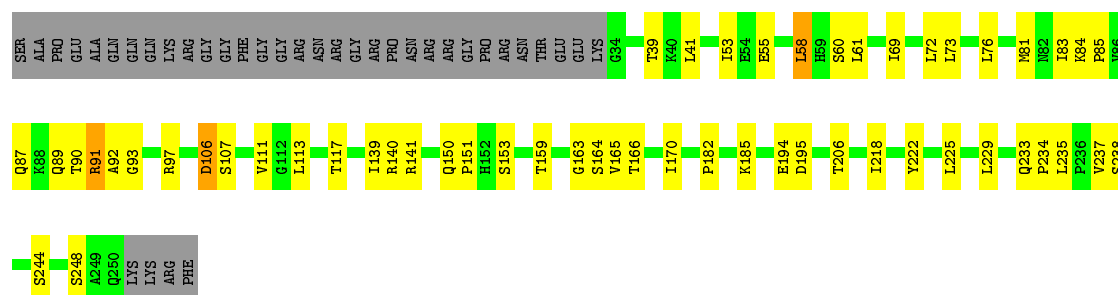 SER ALA PRO GLU ALA GLN GLN GLN LYS ARG GLY GLY PHE GLY GLY ARG ASN ARG GLY ARG PRO ASN ARG ARG GLY PRO ARG ASN THR GLU GLU LYS G34 T39 K40 L41 I53 E54 E55 L58 H59 S60 L61 I69 L72 L73 L76 M81 N82 I83 K84 P85
Q87 K88 Q89 T90 R91 A92 G93 R97 D106 S107 V111 G112 L113 T117 I139 R140 R141 Q150 P151 H152 S153 T159 G163 S164 V165 T166 I170 P182 K185 E194 D195 T206 I218 Y222 L225 L229 Q233 P234 L235 P236 V237
S244 S248 A249 Q250 LYS LYS ARG PHE